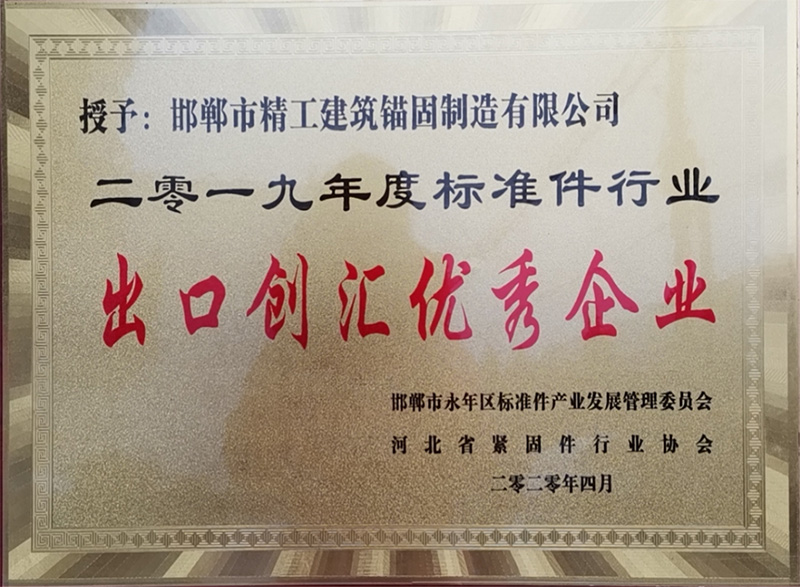 授予：邯郸市精工建筑锚固制造有限公司
二零一九年度标准件行业
出口创汇优秀企业
邯郸市永年区标准件产业发展管理委员会
河北省紧固件行业协会
二零二零年四月